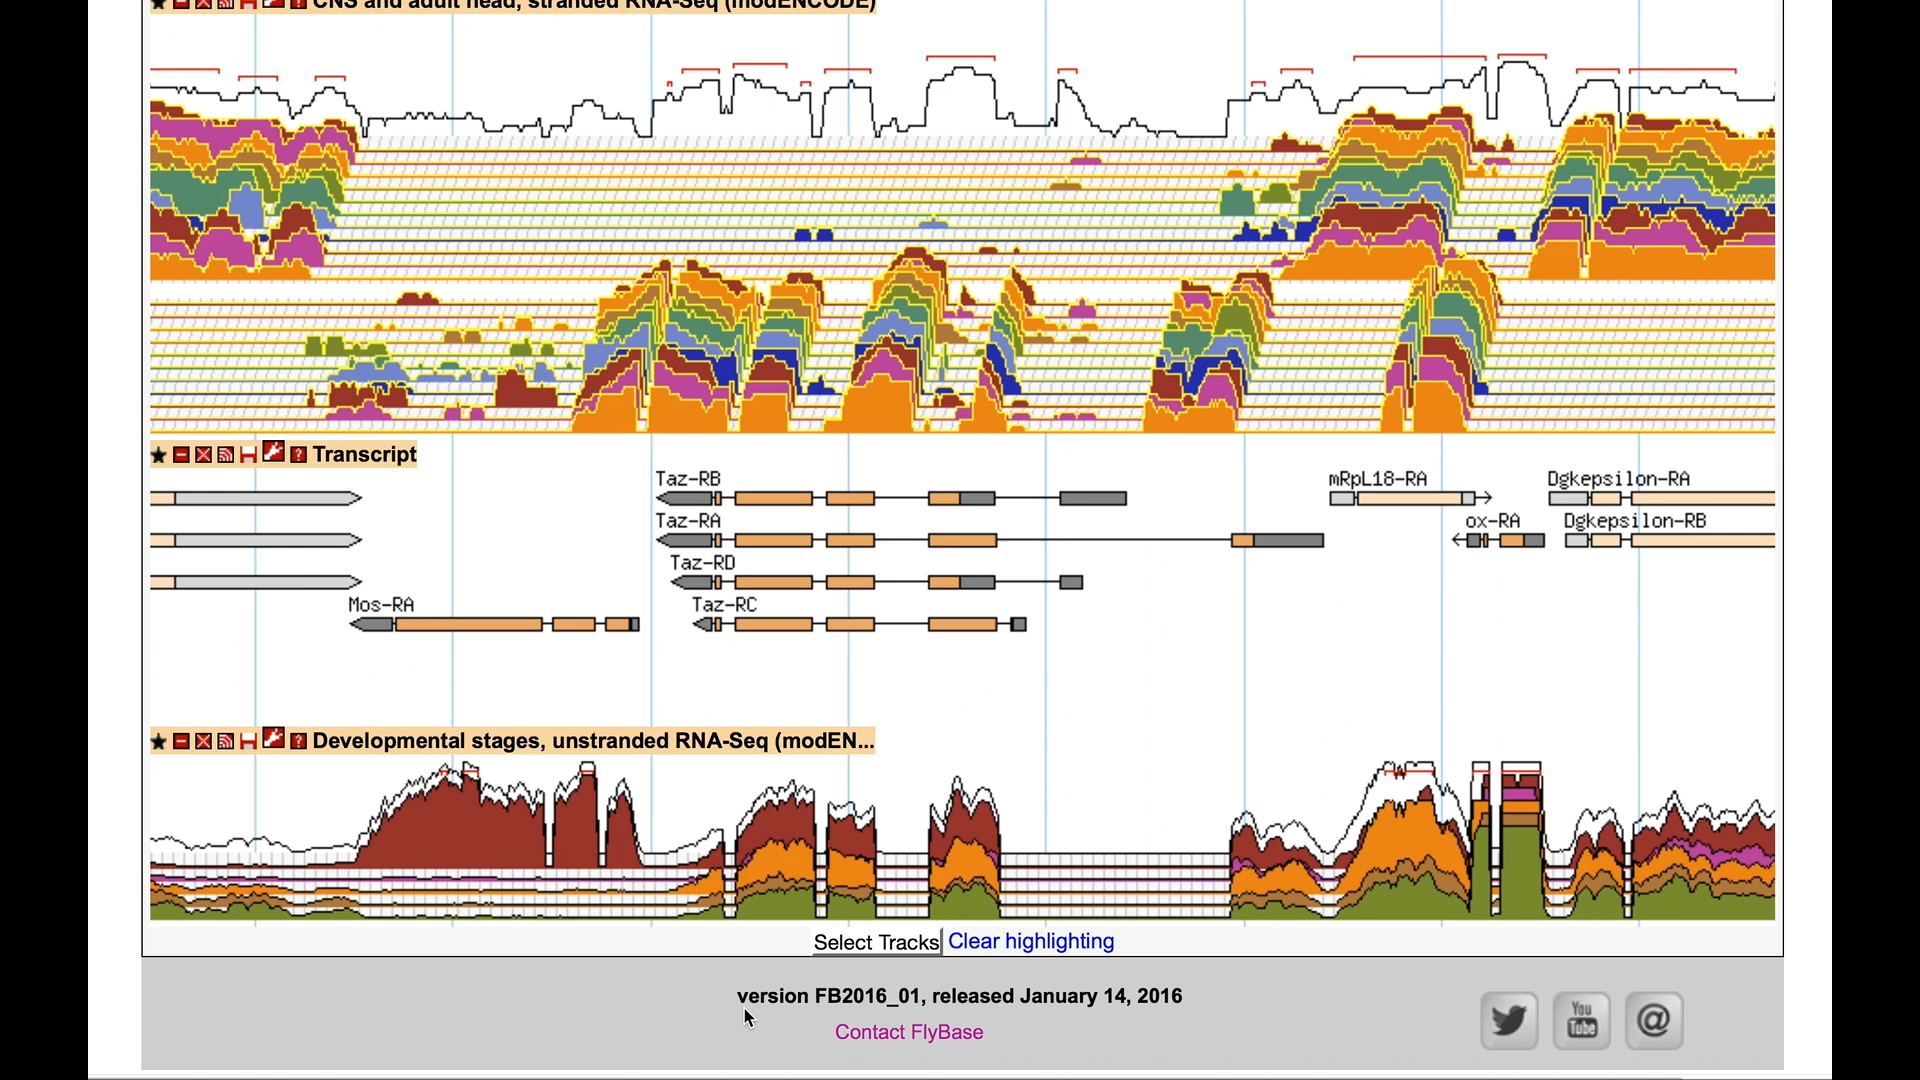 CNS and adult head, stranded RNA-Seq (modENCODE)
Transcript
Taz-RB
mRpL18-RA
Dgkepsilon-RA
Taz-RA
ox-RA
Dgkepsilon-RB
Taz-RD
Mos-RA
Taz-RC
Developmental stages, unstranded RNA-Seq (modEN...
Select Tracks Clear highlighting
version FB2016_01, released January 14, 2016
Contact FlyBase
You
Tube
@